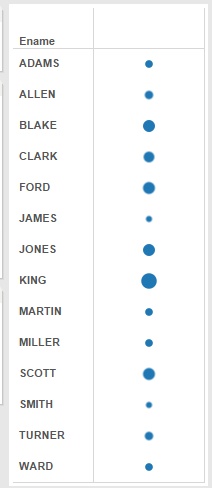 Ename
ADAMS
ALLEN
BLAKE
CLARK
FORD
JAMES
JONES
KING
MARTIN
MILLER
SCOTT
SMITH
TURNER
WARD